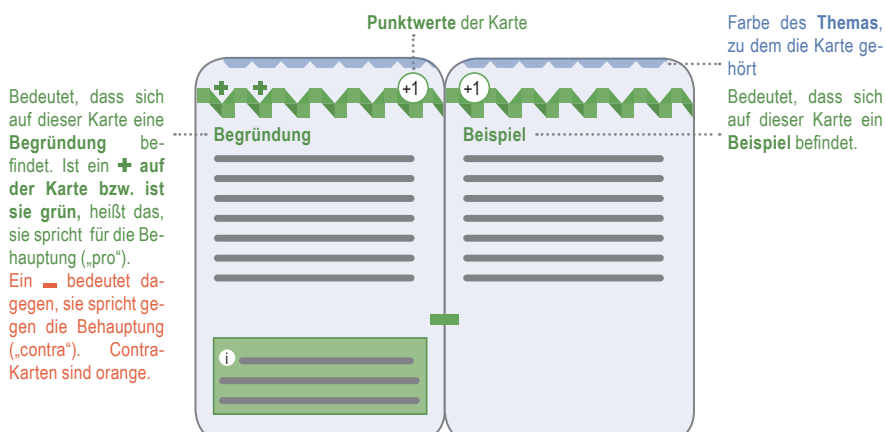 Punktwerte der Karte
Farbe des Themas,
zu dem die Karte ge-
hört
Bedeutet, dass sich
auf dieser Karte eine
Begründung be-
findet. Ist ein + auf
der Karte bzw. ist
sie grün, heißt das,
sie spricht für die Be-
hauptung („pro“).
Ein - bedeutet da-
gegen, sie spricht ge-
gen die Behauptung
(„contra“). Contra-
Karten sind orange.
+ +
+1
Begründung
i
+1
Beispiel
Bedeutet, dass sich
auf dieser Karte ein
Beispiel befindet.